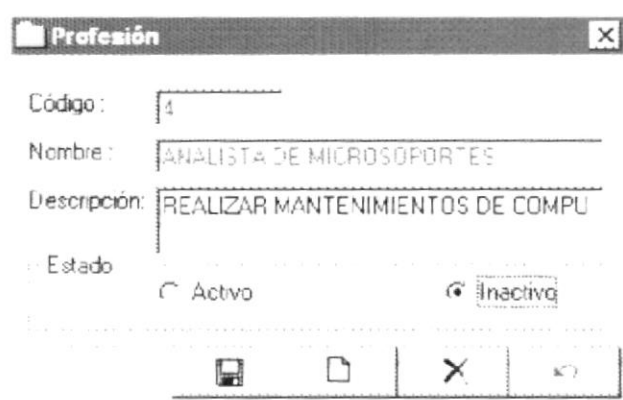 Profesión
Código: 4
Nombre: ANALISTA DE MICROSOPORTES
Descripción: REALIZAR MANTENIMIENTOS DE COMPU
Estado
Activo Inactivo